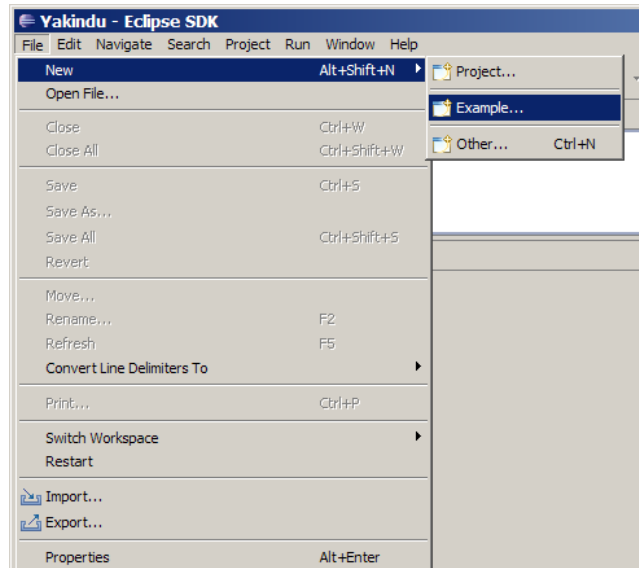 Yakindu - Eclipse SDK
File Edit Navigate Search Project Run Window Help
New Alt+Shift+N
Open File...
Close Ctrl+W
Close All Ctrl+Shift+W
Save Ctrl+S
Save As...
Save All Ctrl+Shift+S
Revert
Move...
Rename... F2
Refresh F5
Convert Line Delimiters To
Print... Ctrl+P
Switch Workspace
Restart
Import...
Export...
Properties Alt+Enter
Project...
Example...
Other... Ctrl+N